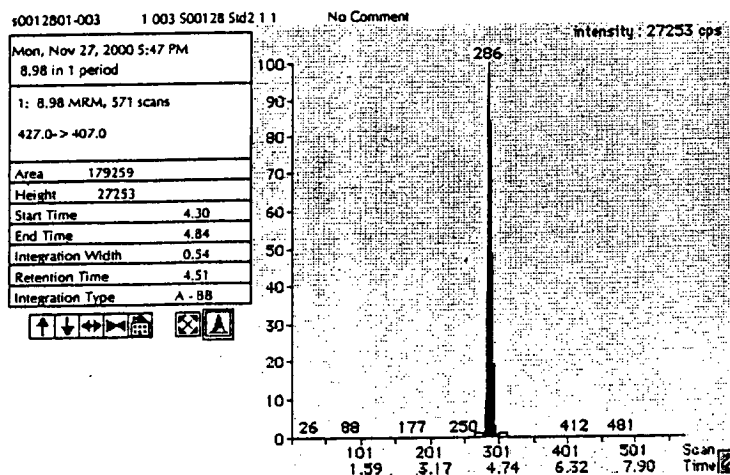 s0012801-003 1 003 S00128 Std2 1 1 No Comment
Mon, Nov 27, 2000 5:47 PM
8.98 in 1 period
1: 8.98 MRM, 571 scans
427.0-> 407.0
Area 179259
Height 27253
Start Time 4.30
End Time 4.84
Integration Width 0.54
Retention Time 4.51
Integration Type A - BB
intensity : 27253 cps
286
100
90
80
70
60
50
40
30
20
10
0
26 88 177 250 412 481
101 201 301 401 501 Scan
1.59 3.17 4.74 6.32 7.90 Time